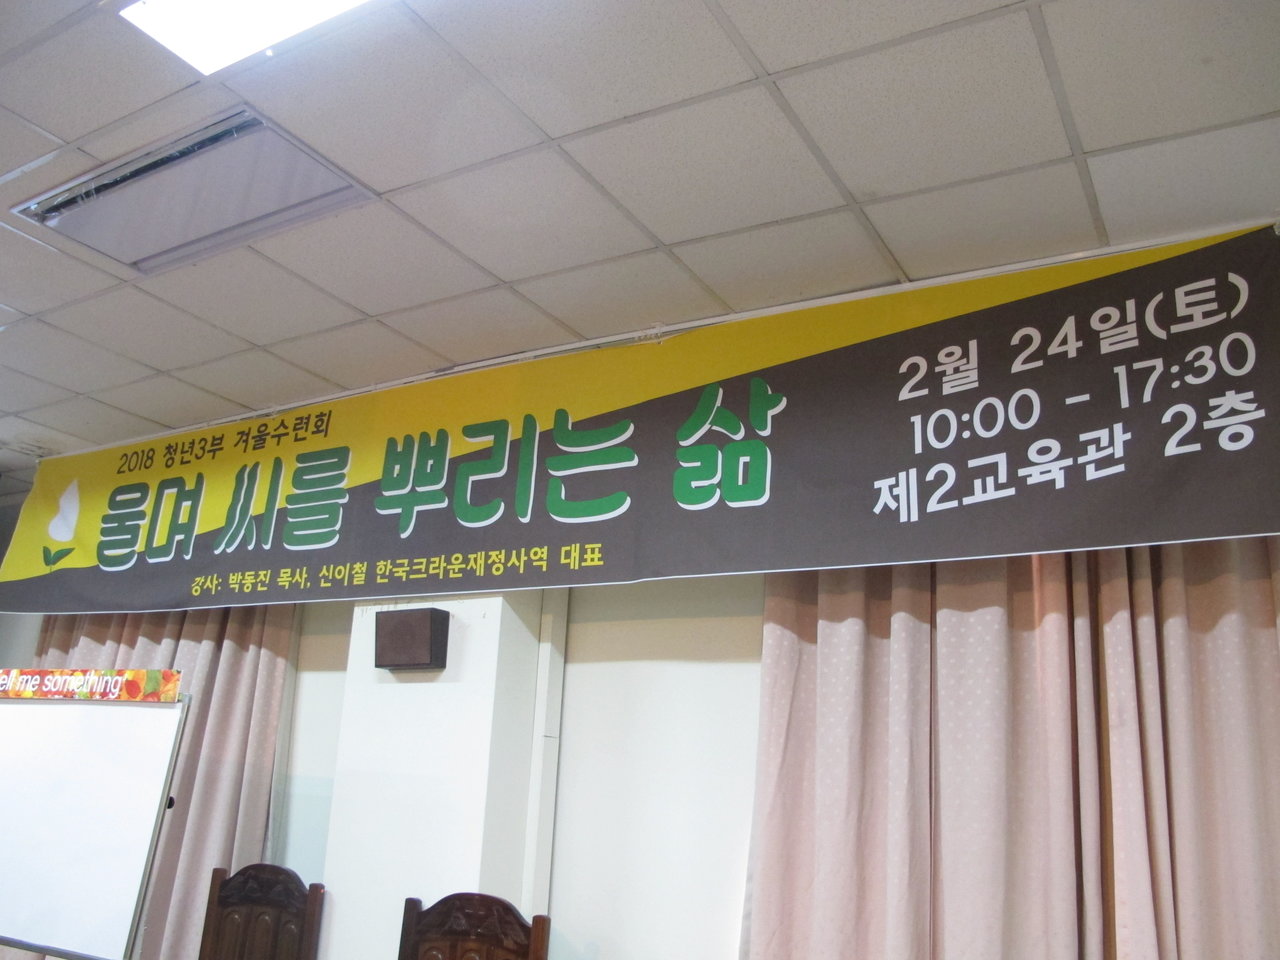 2018 청년3부 겨울수련회
울며 씨를 뿌리는 삶
강사: 박동진 목사, 신이철 한국크라운재정사역 대표
2월 24일(토)
10:00 - 17:30
제2교육관 2층
ell me something